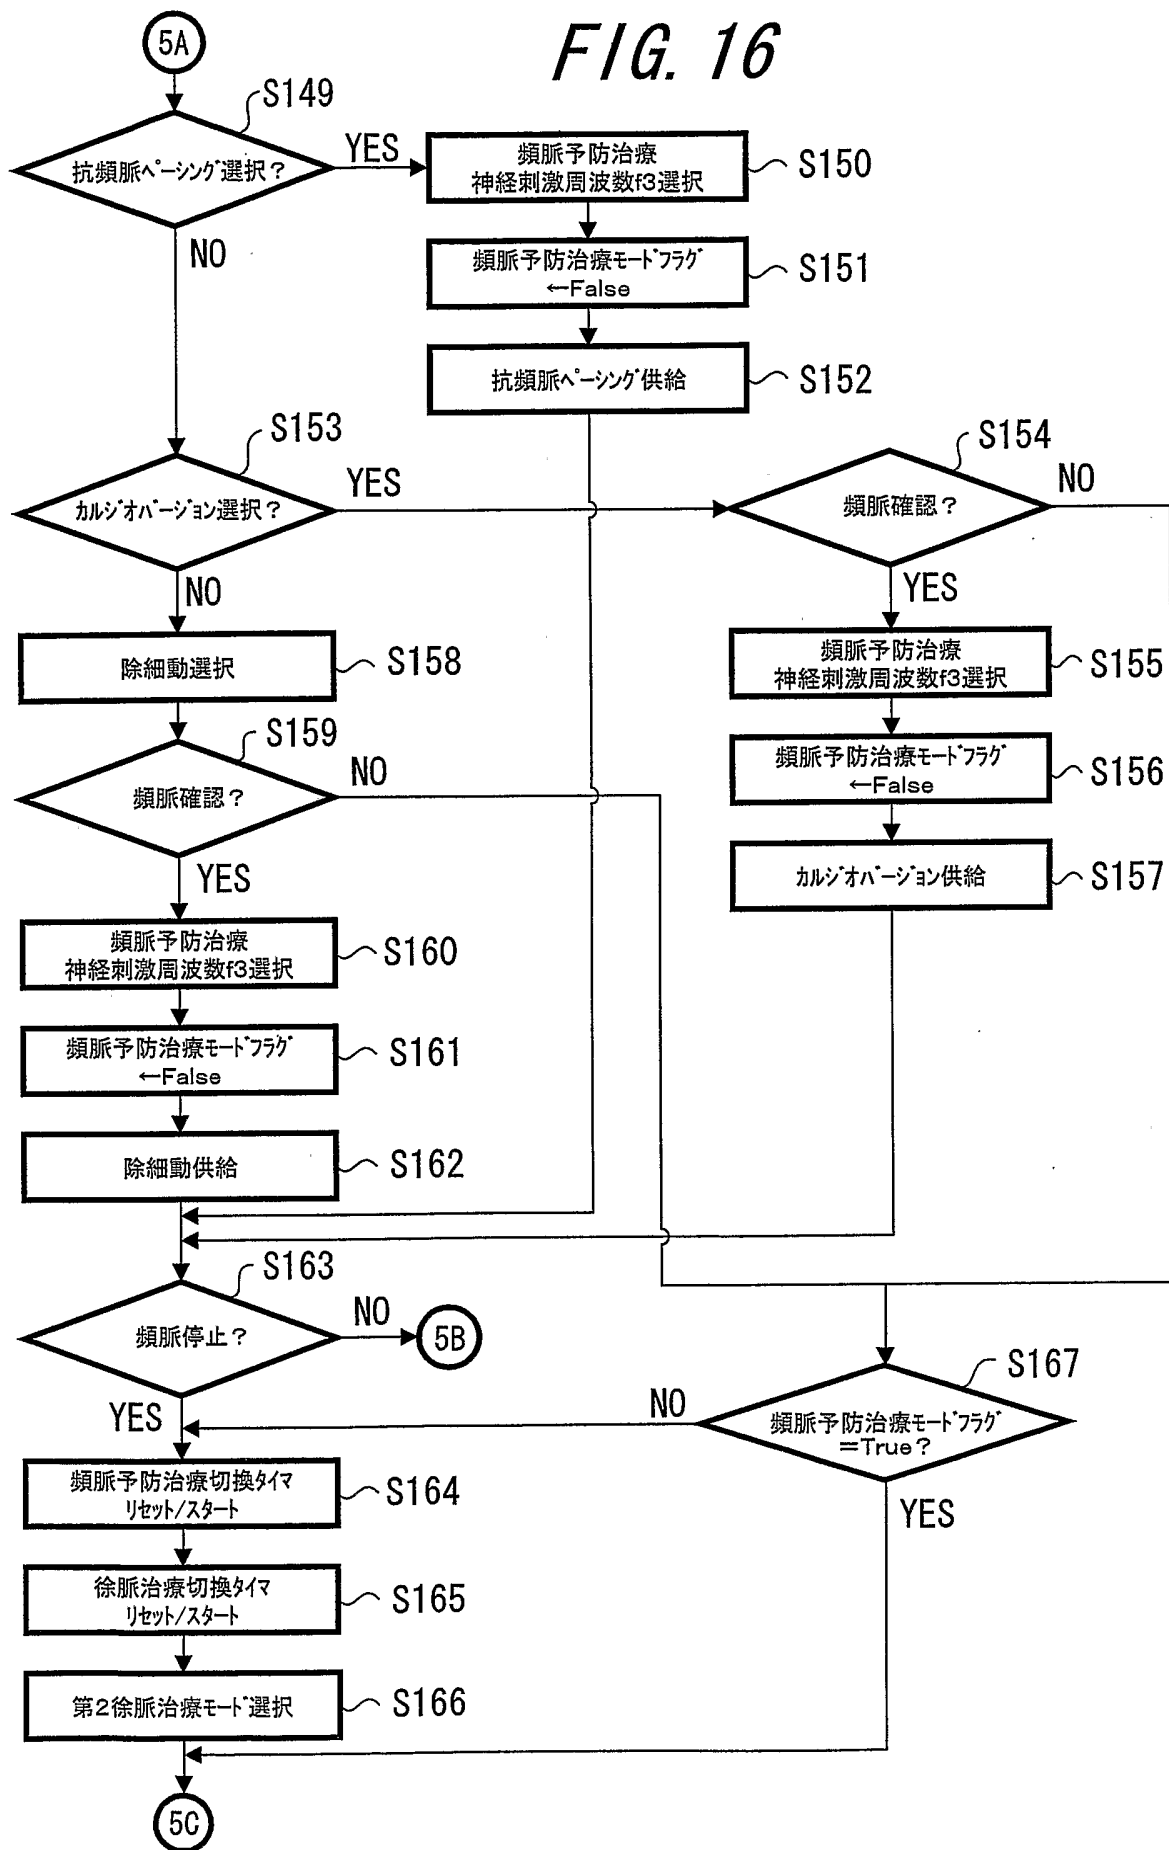 FIG. 16
5A
S149
抗頻脈ペーシング選択？
YES
NO
頻脈予防治療
神経刺激周波数f3選択
S150
頻脈予防治療モードフラグ
←False
S151
抗頻脈ペーシング供給
S152
S153
カルジオバージョン選択？
YES
NO
S154
頻脈確認？
NO
YES
頻脈予防治療
神経刺激周波数f3選択
S155
頻脈予防治療モードフラグ
←False
S156
カルジオバージョン供給
S157
除細動選択
S158
S159
頻脈確認？
NO
YES
頻脈予防治療
神経刺激周波数f3選択
S160
頻脈予防治療モードフラグ
←False
S161
除細動供給
S162
S163
頻脈停止？
NO
5B
YES
S167
頻脈予防治療モードフラグ
＝True？
NO
YES
頻脈予防治療切換タイマ
リセット/スタート
S164
徐脈治療切換タイマ
リセット/スタート
S165
第2徐脈治療モード選択
S166
5C